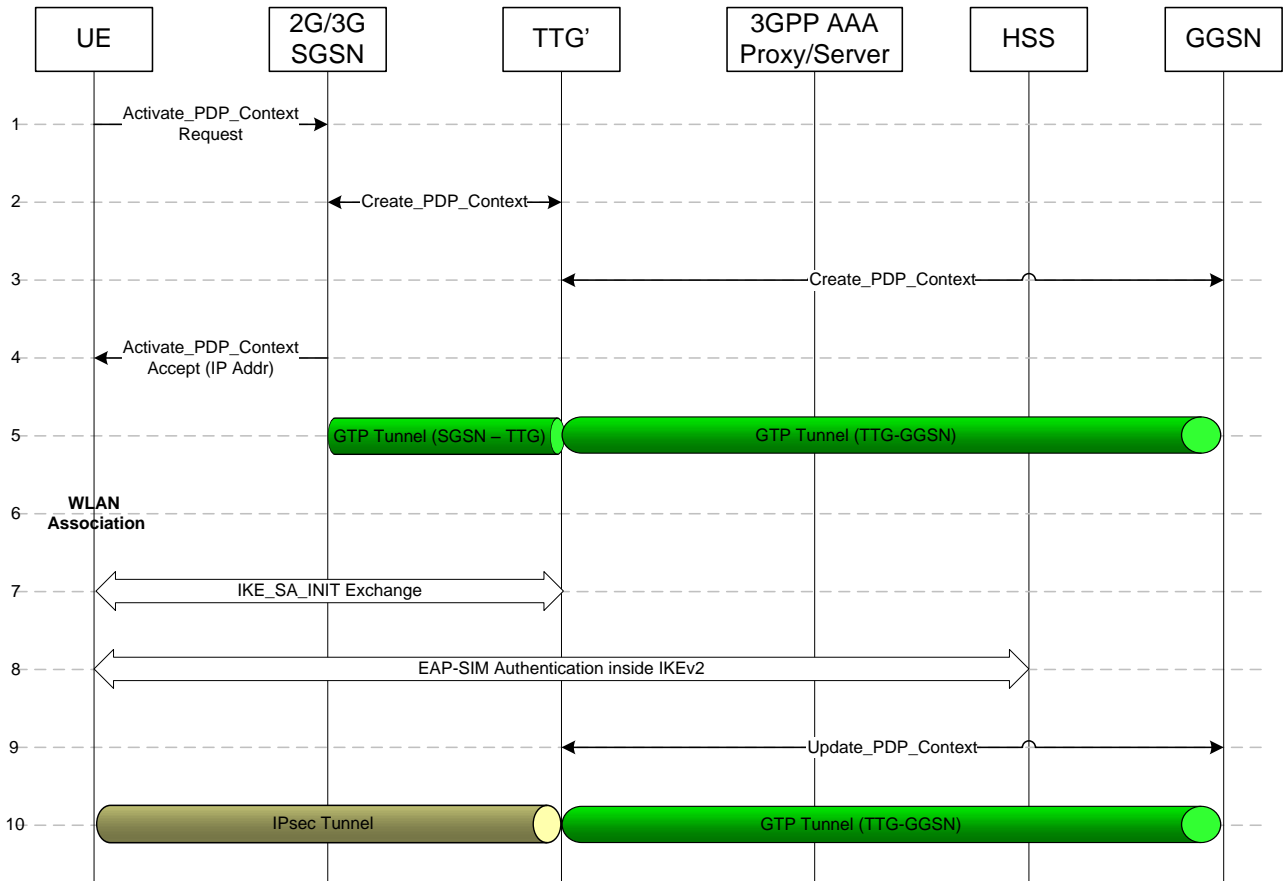 UE
2G/3G
SGSN
TTG’
3GPP AAA
Proxy/Server
HSS
GGSN
1
Activate_PDP_Context
Request
2
Create_PDP_Context
3
Create_PDP_Context
4
Activate_PDP_Context
Accept (IP Addr)
5
GTP Tunnel (SGSN – TTG)
GTP Tunnel (TTG-GGSN)
6
WLAN
Association
7
IKE_SA_INIT Exchange
8
EAP-SIM Authentication inside IKEv2
9
Update_PDP_Context
10
IPsec Tunnel
GTP Tunnel (TTG-GGSN)